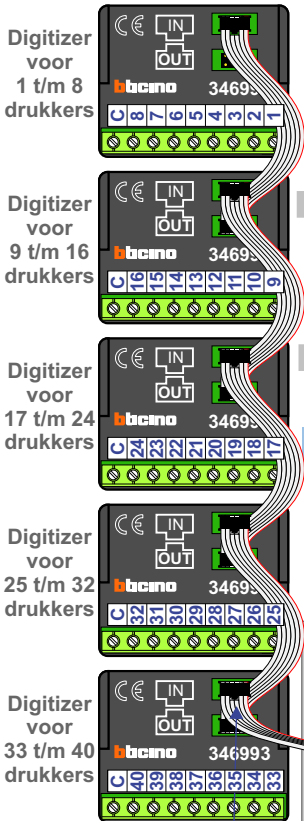 Digitizer
voor
1 t/m 8
drukkers
CE IN
OUT
bticino 34699
C 8 7 6 5 4 3 2 1
Digitizer
voor
9 t/m 16
drukkers
CE IN
OUT
bticino 34699
C 16 15 14 13 12 11 10 9
Digitizer
voor
17 t/m 24
drukkers
CE IN
OUT
bticino 34699
C 24 23 22 21 20 19 18 17
Digitizer
voor
25 t/m 32
drukkers
CE IN
OUT
bticino 34699
C 32 31 30 29 28 27 26 25
Digitizer
voor
33 t/m 40
drukkers
CE IN
OUT
bticino 346993
C 40 39 38 37 36 35 34 33